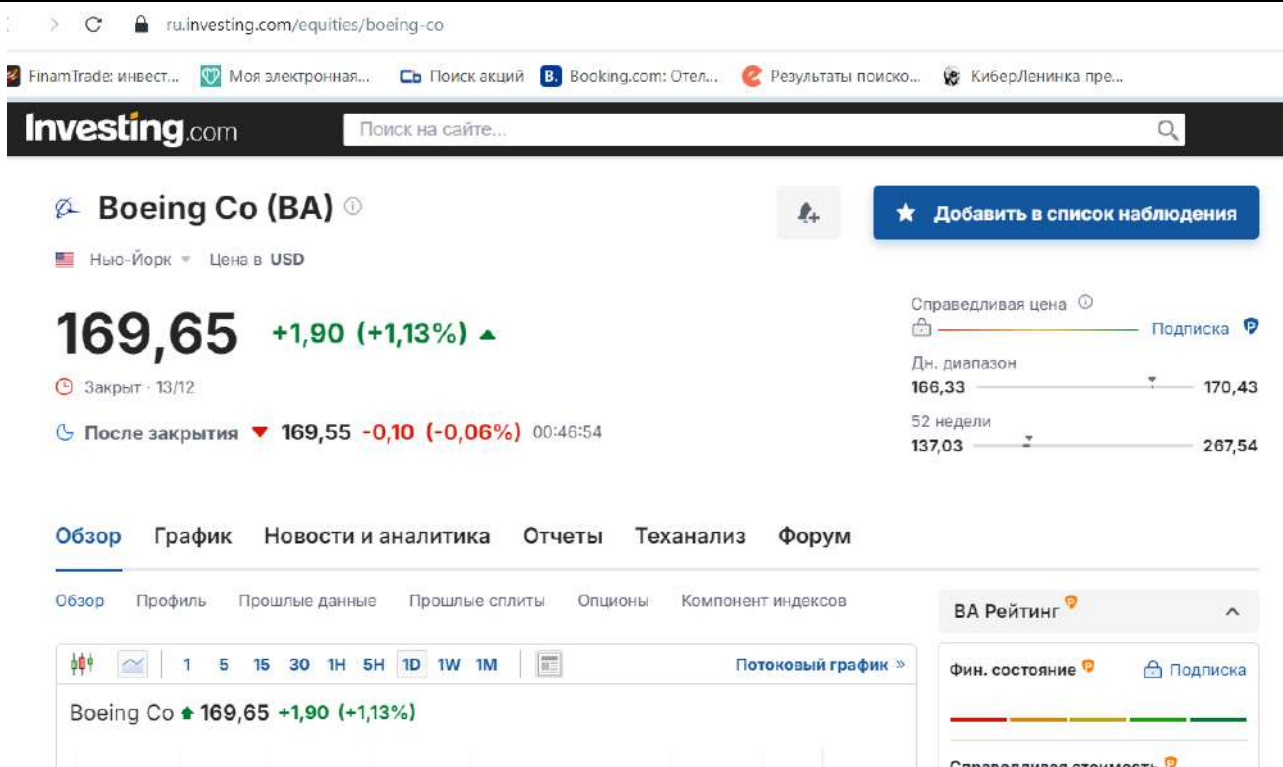 ru.investing.com/equities/boeing-co
FinamTrade: инвест... Моя электронная... Поиск акций B. Booking.com: Отел... Результаты поиско... КиберЛенинка пре...
Investing.com Поиск на сайте...
Boeing Co (BA)
Добавить в список наблюдения
Нью-Йорк Цена в USD
169,65 +1,90 (+1,13%)
Закрыт · 13/12
После закрытия 169,55 -0,10 (-0,06%) 00:46:54
Справедливая цена
Подписка
Дн. диапазон
166,33 170,43
52 недели
137,03 267,54
Обзор График Новости и аналитика Отчеты Теханализ Форум
Обзор Профиль Прошлые данные Прошлые сплиты Опционы Компонент индексов
1 5 15 30 1H 5H 1D 1W 1M Потоковый график »
Boeing Co 169,65 +1,90 (+1,13%)
BA Рейтинг
Фин. состояние Подписка
Справедливая стоимость